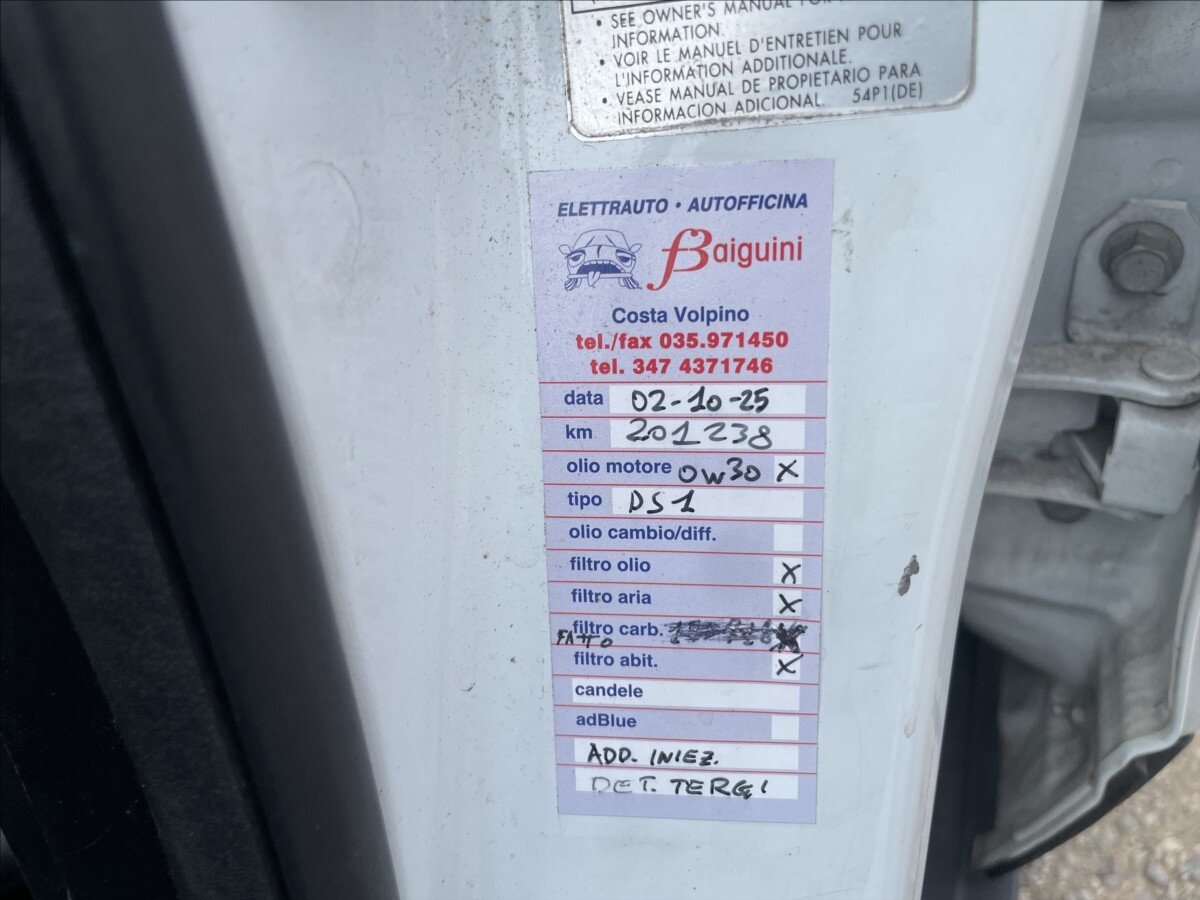 • SEE OWNER'S MANUAL FOR
INFORMATION.
• VOIR LE MANUEL D'ENTRETIEN POUR
L'INFORMATION ADDITIONALE.
• VEASE MANUAL DE PROPIETARIO PARA
INFORMACION ADICIONAL. 54P1(DE)
ELETTRAUTO • AUTOFFICINA
Baiguini
Costa Volpino
tel./fax 035.971450
tel. 347 4371746
data 02-10-25
km 201238
olio motore 0W30 X
tipo DS1
olio cambio/diff.
filtro olio X
filtro aria X
filtro carb. X
FATTO
filtro abit. X
candele
adBlue
ADD. INIEZ.
DET. TERGI